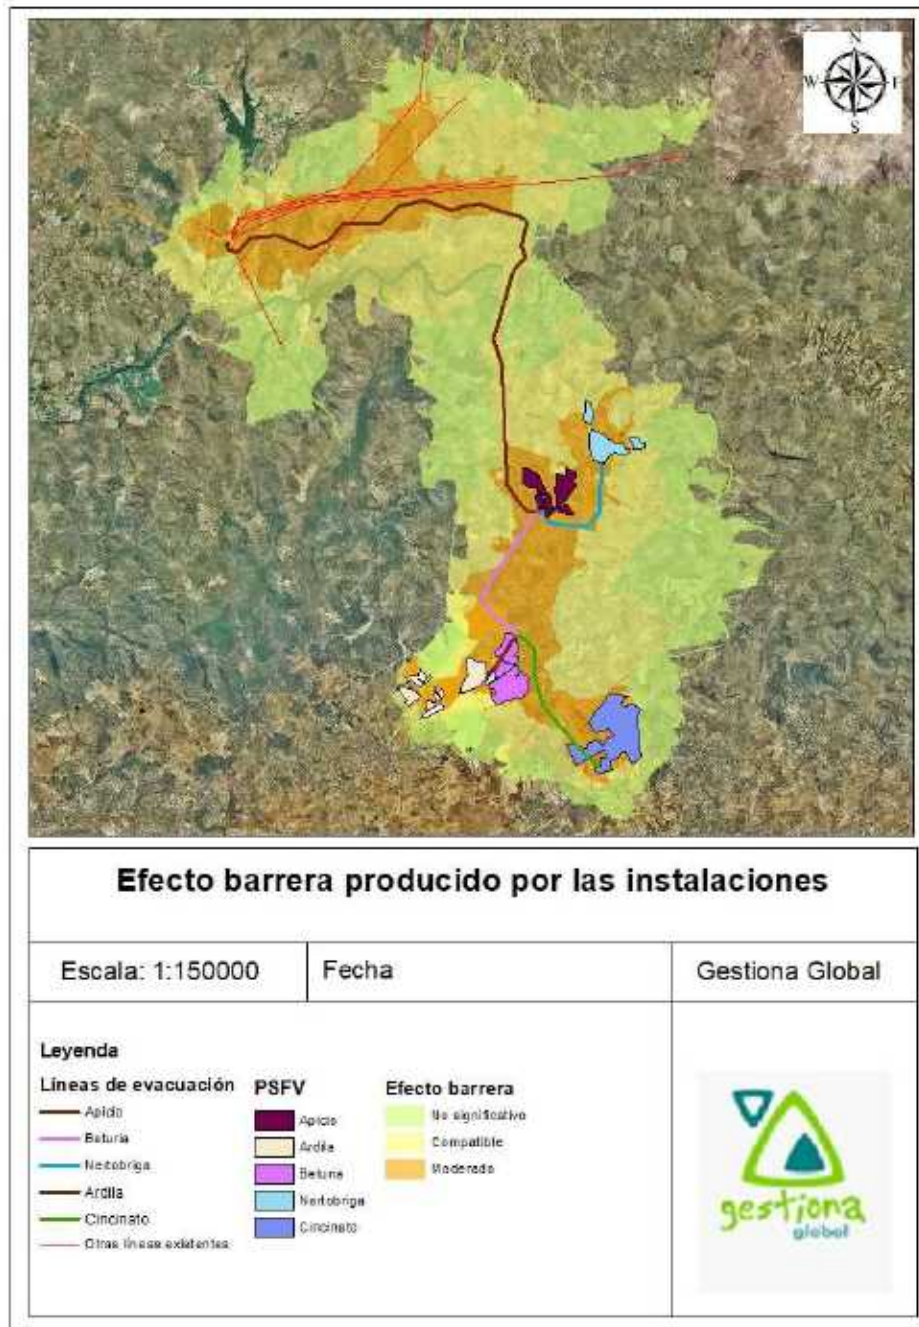 N
W
E
S
Efecto barrera producido por las instalaciones
Escala: 1:150000
Fecha
Gestiona Global
Leyenda
Líneas de evacuación
Apicio
Beturia
Nertobriga
Ardila
Cincinato
Otras líneas existentes
PSFV
Apicio
Ardila
Beturia
Nertobriga
Cincinato
Efecto barrera
No significativo
Compatible
Moderado
gestiona
global